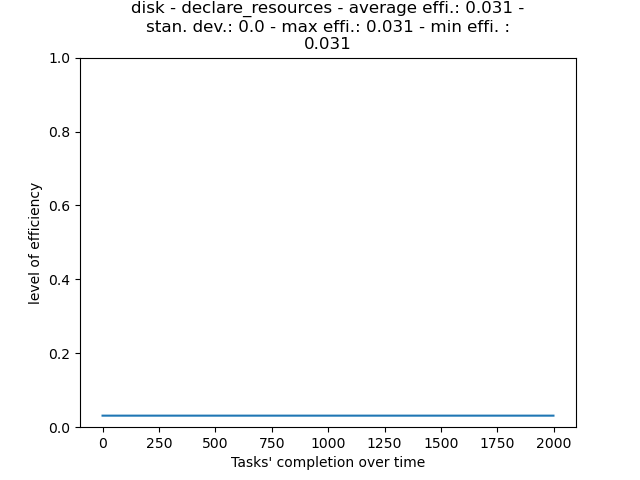 disk - declare_resources - average effi.: 0.031 -
stan. dev.: 0.0 - max effi.: 0.031 - min effi. :
0.031
1.0
0.8
0.6
0.4
0.2
0.0
level of efficiency
0 250 500 750 1000 1250 1500 1750 2000
Tasks' completion over time